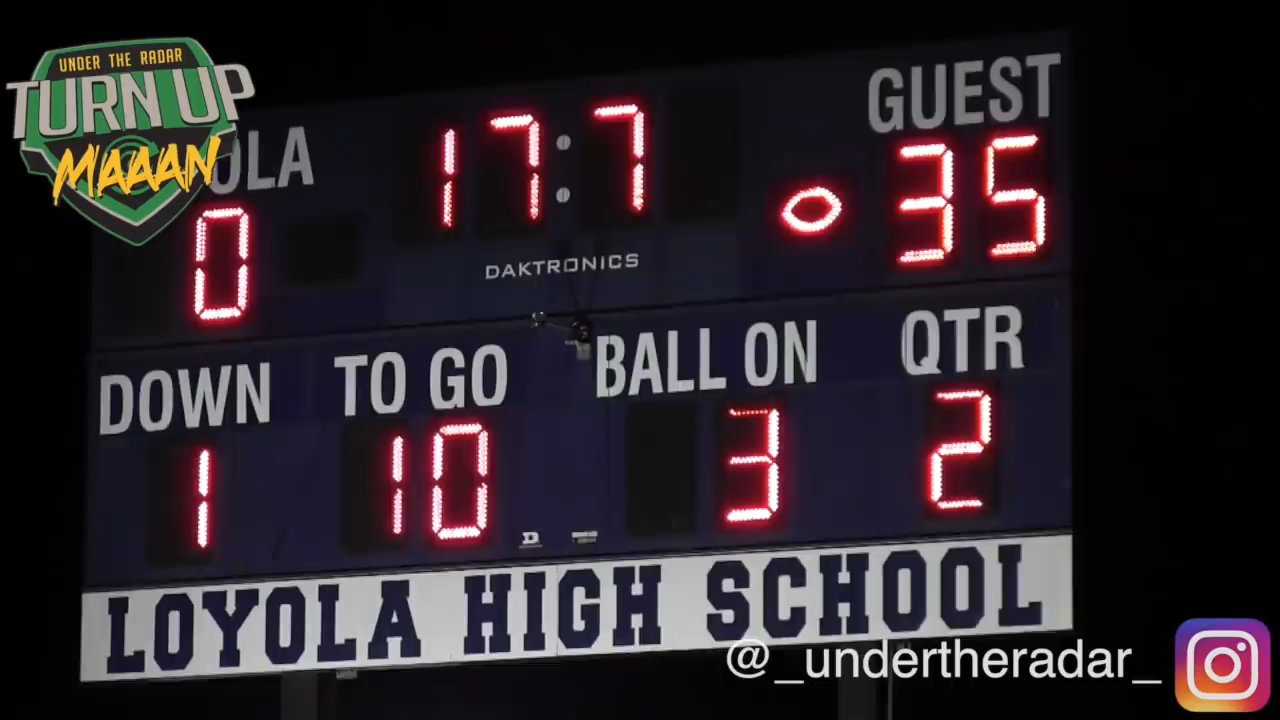 UNDER THE RADAR
TURN UP
MAAAN
OLA
17:7
GUEST
0
35
DAKTRONICS
DOWN
TO GO
BALL ON
QTR
1
10
3
2
D
LOYOLA HIGH SCHOOL
@_undertheradar_